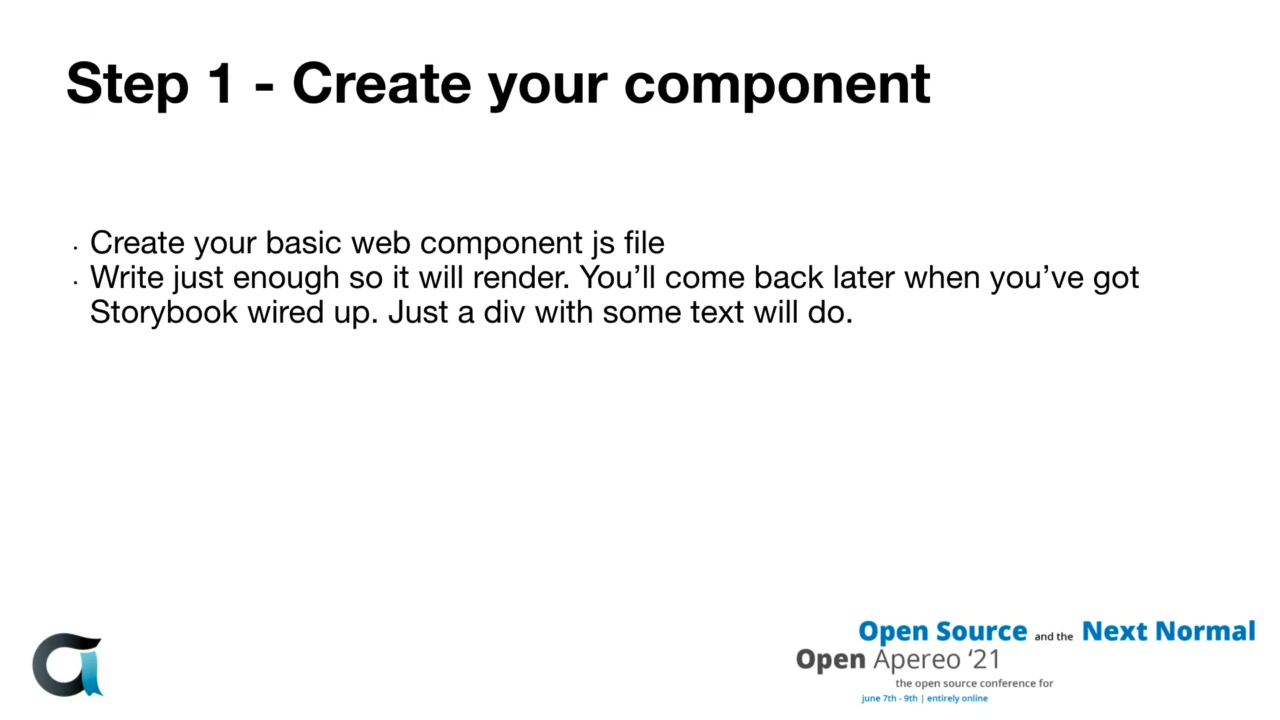 Step 1 - Create your component
· Create your basic web component js file
· Write just enough so it will render. You’ll come back later when you’ve got
Storybook wired up. Just a div with some text will do.
Open Source and the Next Normal
Open Apereo ‘21
the open source conference for
june 7th - 9th | entirely online